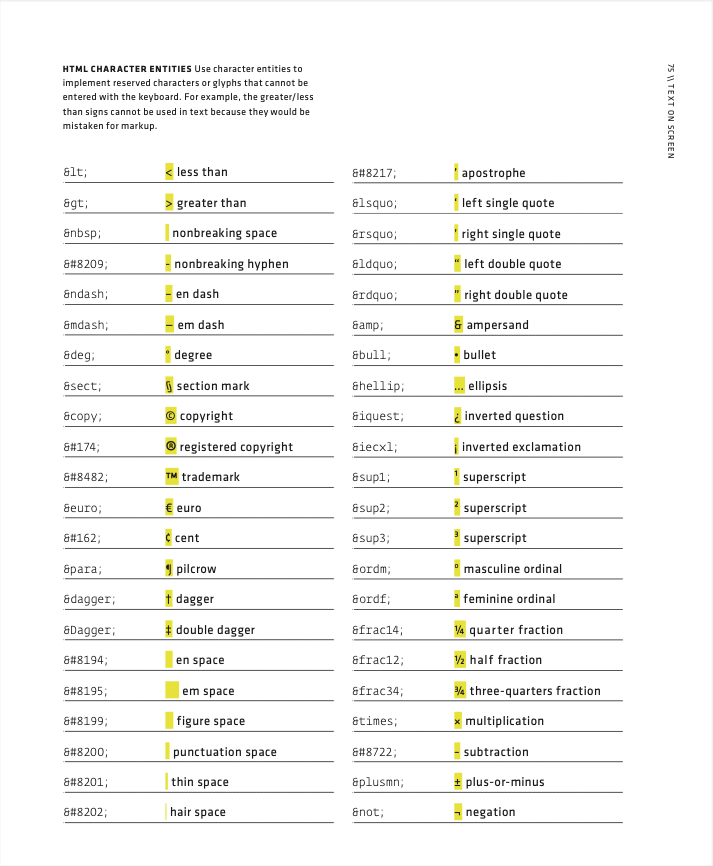 HTML CHARACTER ENTITIES Use character entities to
implement reserved characters or glyphs that cannot be
entered with the keyboard. For example, the greater/less
than signs cannot be used in text because they would be
mistaken for markup.
75 \\ TEXT ON SCREEN
&lt; < less than
&gt; > greater than
&nbsp; nonbreaking space
&#8209; ‑ nonbreaking hyphen
&ndash; – en dash
&mdash; — em dash
&deg; ° degree
&sect; § section mark
&copy; © copyright
&#174; ® registered copyright
&#8482; ™ trademark
&euro; € euro
&#162; ¢ cent
&para; ¶ pilcrow
&dagger; † dagger
&Dagger; ‡ double dagger
&#8194; en space
&#8195; em space
&#8199; figure space
&#8200; punctuation space
&#8201; thin space
&#8202; hair space
&#8217; ’ apostrophe
&lsquo; ‘ left single quote
&rsquo; ’ right single quote
&ldquo; “ left double quote
&rdquo; ” right double quote
&amp; & ampersand
&bull; • bullet
&hellip; … ellipsis
&iquest; ¿ inverted question
&iecxl; ¡ inverted exclamation
&sup1; ¹ superscript
&sup2; ² superscript
&sup3; ³ superscript
&ordm; º masculine ordinal
&ordf; ª feminine ordinal
&frac14; ¼ quarter fraction
&frac12; ½ half fraction
&frac34; ¾ three-quarters fraction
&times; × multiplication
&#8722; − subtraction
&plusmn; ± plus-or-minus
&not; ¬ negation